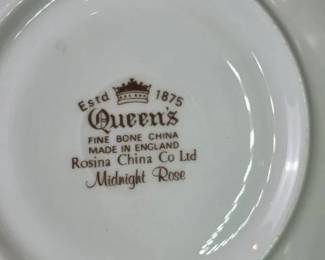 Estd 1875
Queen's
FINE BONE CHINA
MADE IN ENGLAND
Rosina China Co Ltd
Midnight Rose